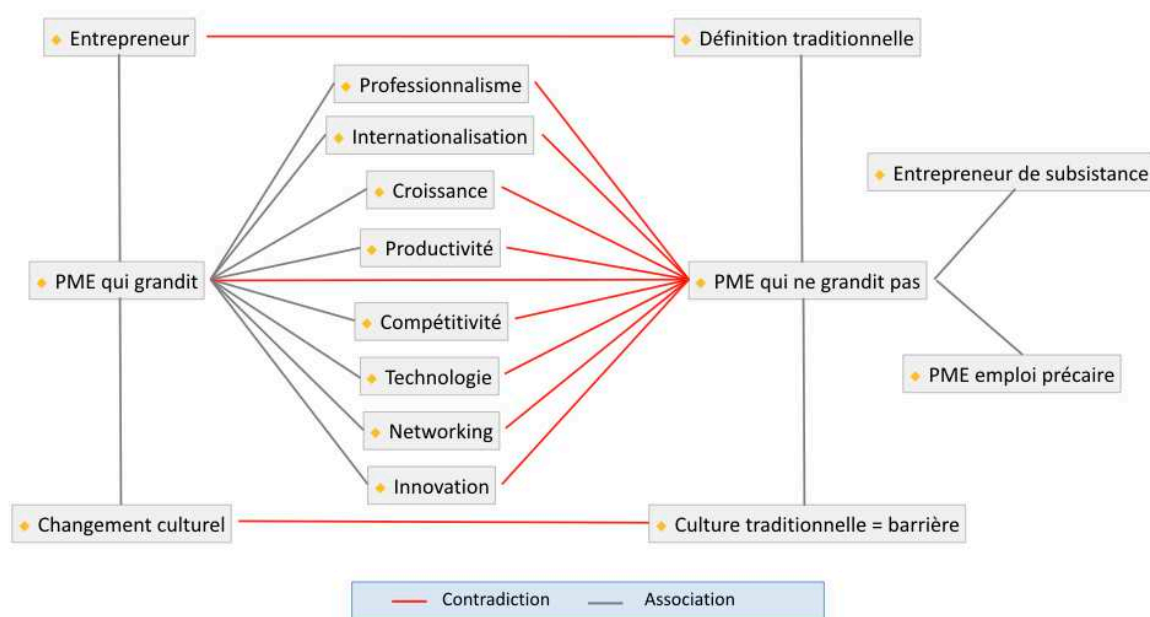 Entrepreneur
Définition traditionnelle
Professionnalisme
Internationalisation
Entrepreneur de subsistance
Croissance
Productivité
PME qui grandit
PME qui ne grandit pas
Compétitivité
Technologie
PME emploi précaire
Networking
Innovation
Changement culturel
Culture traditionnelle = barrière
Contradiction
Association